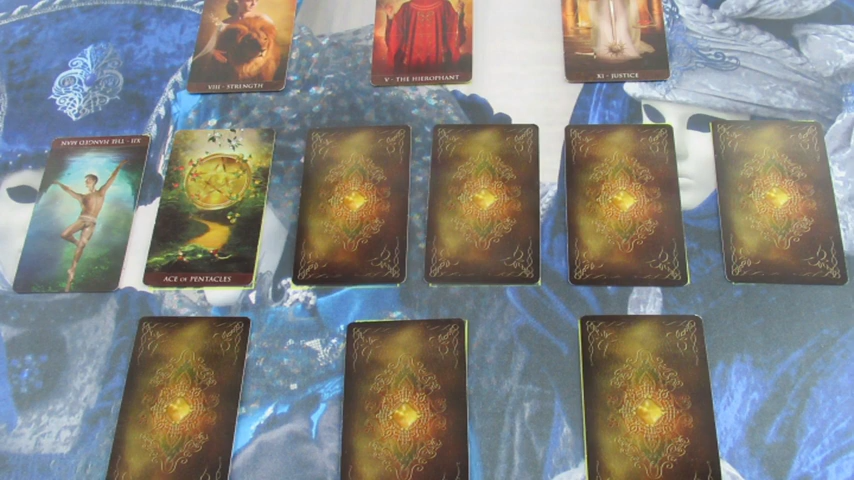 VIII · STRENGTH
V · THE HIEROPHANT
XI · JUSTICE
XII · THE HANGED MAN
ACE OF PENTACLES